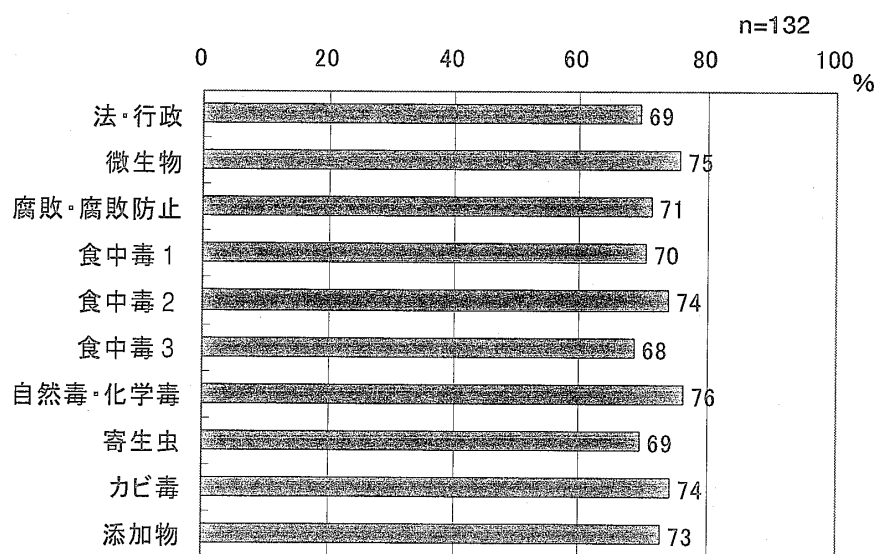 n=132
0 20 40 60 80 100
%
法・行政 69
微生物 75
腐敗・腐敗防止 71
食中毒1 70
食中毒2 74
食中毒3 68
自然毒・化学毒 76
寄生虫 69
カビ毒 74
添加物 73